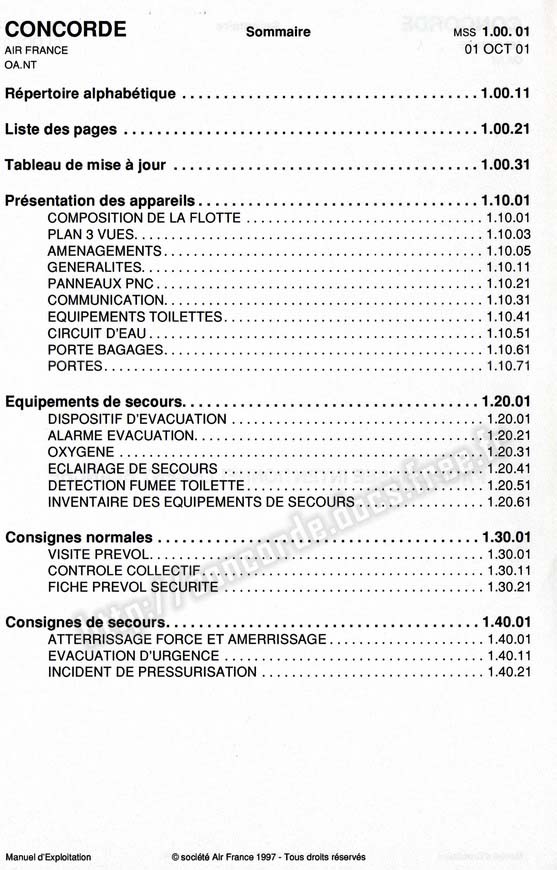 CONCORDE Sommaire MSS 1.00.01
AIR FRANCE 01 OCT 01
OA.NT
Répertoire alphabétique . . . . . . . . . . . . . . . . . . . . . . . . . . . . . . . . . . 1.00.11
Liste des pages . . . . . . . . . . . . . . . . . . . . . . . . . . . . . . . . . . . . . . . . . 1.00.21
Tableau de mise à jour . . . . . . . . . . . . . . . . . . . . . . . . . . . . . . . . . . . 1.00.31
Présentation des appareils. . . . . . . . . . . . . . . . . . . . . . . . . . . . . . . . 1.10.01
COMPOSITION DE LA FLOTTE . . . . . . . . . . . . . . . . . . . . . . . . . . . . 1.10.01
PLAN 3 VUES. . . . . . . . . . . . . . . . . . . . . . . . . . . . . . . . . . . . . . . . . 1.10.03
AMENAGEMENTS. . . . . . . . . . . . . . . . . . . . . . . . . . . . . . . . . . . . . . 1.10.05
GENERALITES. . . . . . . . . . . . . . . . . . . . . . . . . . . . . . . . . . . . . . . . 1.10.11
PANNEAUX PNC . . . . . . . . . . . . . . . . . . . . . . . . . . . . . . . . . . . . . . . 1.10.21
COMMUNICATION. . . . . . . . . . . . . . . . . . . . . . . . . . . . . . . . . . . . . . 1.10.31
EQUIPEMENTS TOILETTES. . . . . . . . . . . . . . . . . . . . . . . . . . . . . . . 1.10.41
CIRCUIT D'EAU . . . . . . . . . . . . . . . . . . . . . . . . . . . . . . . . . . . . . . . . 1.10.51
PORTE BAGAGES. . . . . . . . . . . . . . . . . . . . . . . . . . . . . . . . . . . . . . 1.10.61
PORTES. . . . . . . . . . . . . . . . . . . . . . . . . . . . . . . . . . . . . . . . . . . . . 1.10.71
Equipements de secours. . . . . . . . . . . . . . . . . . . . . . . . . . . . . . . . . . 1.20.01
DISPOSITIF D'EVACUATION . . . . . . . . . . . . . . . . . . . . . . . . . . . . . . 1.20.01
ALARME EVACUATION. . . . . . . . . . . . . . . . . . . . . . . . . . . . . . . . . . 1.20.21
OXYGENE . . . . . . . . . . . . . . . . . . . . . . . . . . . . . . . . . . . . . . . . . . . 1.20.31
ECLAIRAGE DE SECOURS . . . . . . . . . . . . . . . . . . . . . . . . . . . . . . . 1.20.41
DETECTION FUMEE TOILETTE. . . . . . . . . . . . . . . . . . . . . . . . . . . . 1.20.51
INVENTAIRE DES EQUIPEMENTS DE SECOURS . . . . . . . . . . . . . . . 1.20.61
Consignes normales . . . . . . . . . . . . . . . . . . . . . . . . . . . . . . . . . . . . . 1.30.01
VISITE PREVOL. . . . . . . . . . . . . . . . . . . . . . . . . . . . . . . . . . . . . . . . 1.30.01
CONTROLE COLLECTIF. . . . . . . . . . . . . . . . . . . . . . . . . . . . . . . . . 1.30.11
FICHE PREVOL SECURITE . . . . . . . . . . . . . . . . . . . . . . . . . . . . . . . 1.30.21
Consignes de secours. . . . . . . . . . . . . . . . . . . . . . . . . . . . . . . . . . . . 1.40.01
ATTERRISSAGE FORCE ET AMERRISSAGE. . . . . . . . . . . . . . . . . . . 1.40.01
EVACUATION D'URGENCE . . . . . . . . . . . . . . . . . . . . . . . . . . . . . . . 1.40.11
INCIDENT DE PRESSURISATION . . . . . . . . . . . . . . . . . . . . . . . . . . . 1.40.21
http://concorde.docs.free.fr
Manuel d'Exploitation © société Air France 1997 - Tous droits réservés